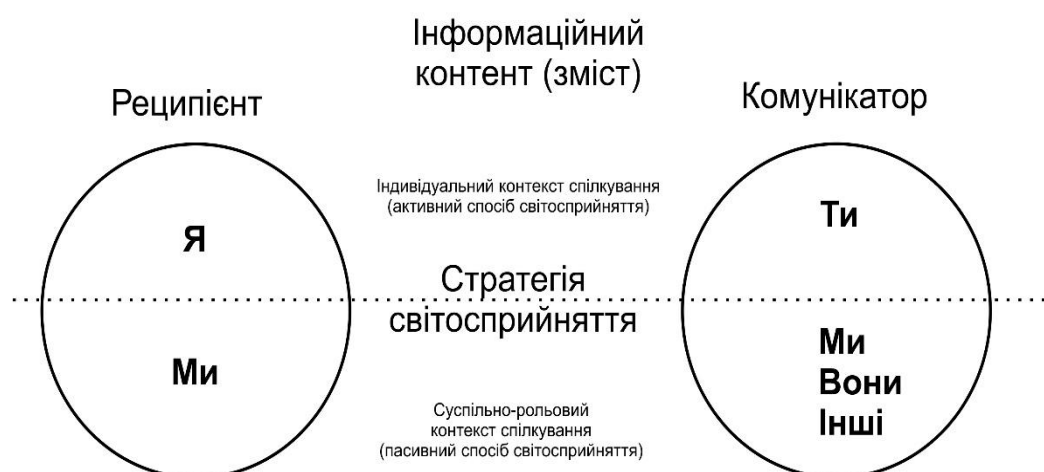 Інформаційний
контент (зміст)
Реципієнт
Комунікатор
Індивідуальний контекст спілкування
(активний спосіб світосприйняття)
Я
Ти
Стратегія
світосприйняття
Ми
Ми
Вони
Інші
Суспільно-рольовий
контекст спілкування
(пасивний спосіб світосприйняття)